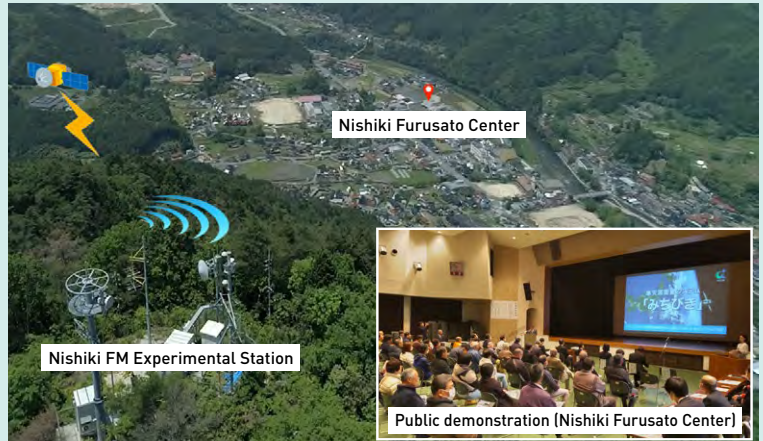 Nishiki Furusato Center
Nishiki FM Experimental Station
「みちびき」
Public demonstration (Nishiki Furusato Center)